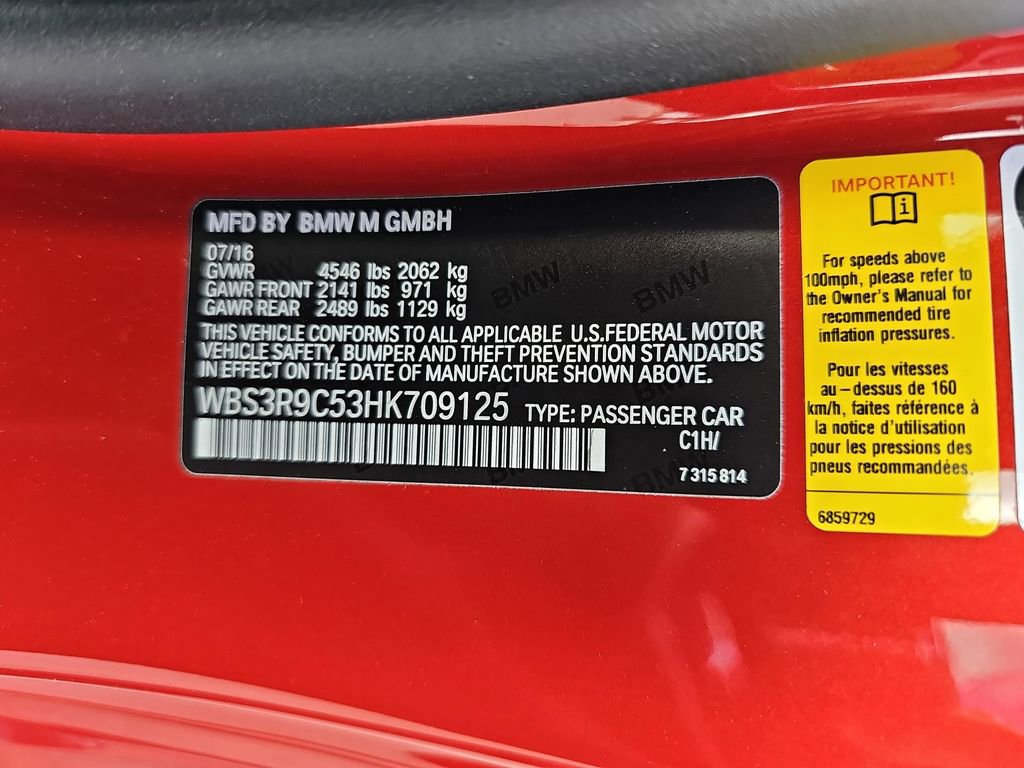 MFD BY BMW M GMBH
07/16
GVWR 4546 lbs 2062 kg
GAWR FRONT 2141 lbs 971 kg
GAWR REAR 2489 lbs 1129 kg
THIS VEHICLE CONFORMS TO ALL APPLICABLE U.S.FEDERAL MOTOR
VEHICLE SAFETY, BUMPER AND THEFT PREVENTION STANDARDS
IN EFFECT ON THE DATE OF MANUFACTURE SHOWN ABOVE.
WBS3R9C53HK709125 TYPE: PASSENGER CAR
C1H/
7 315 814
BMW
BMW
BMW
BMW
IMPORTANT!
i
For speeds above
100mph, please refer to
the Owner's Manual for
recommended tire
inflation pressures.
Pour les vitesses
au–dessus de 160
km/h, faites référence à
la notice d'utilisation
pour les pressions des
pneus recommandées.
6859729